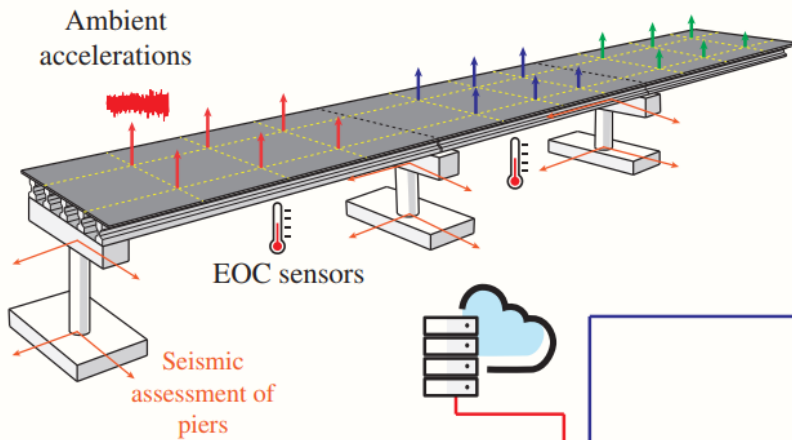 Ambient
accelerations
EOC sensors
Seismic
assessment of
piers